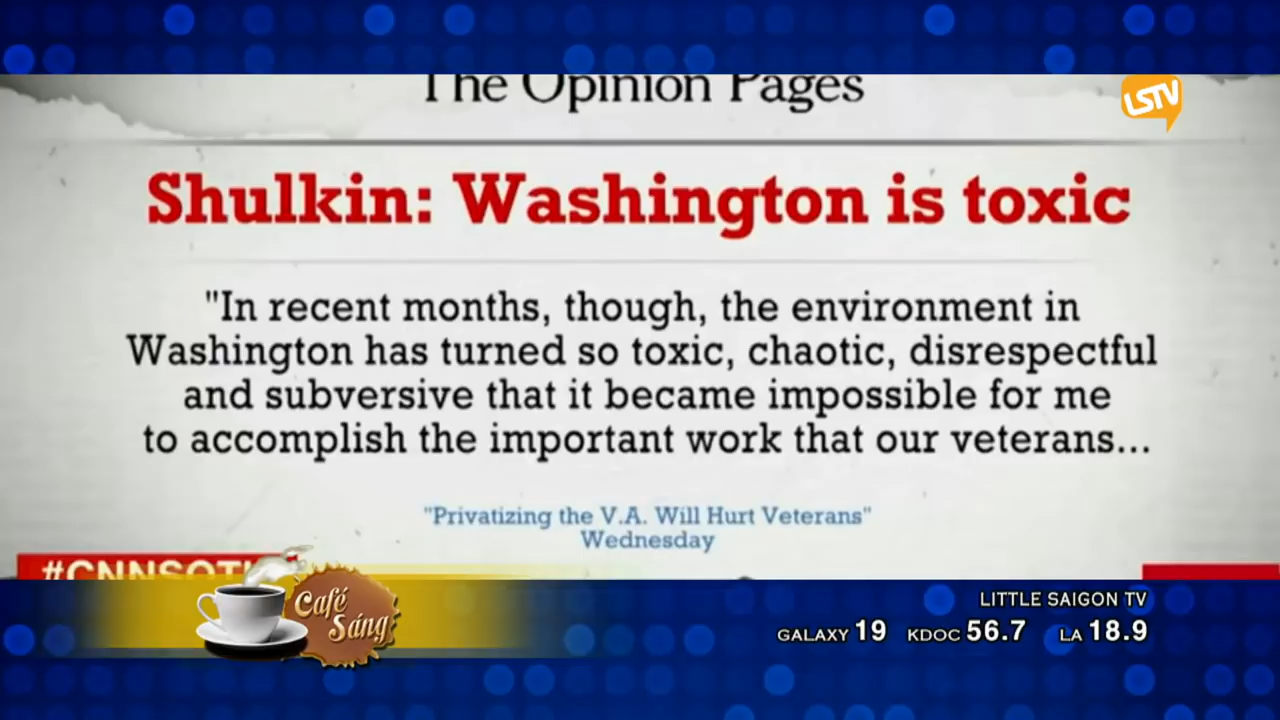 The Opinion Pages
LSTV
Shulkin: Washington is toxic
"In recent months, though, the environment in
Washington has turned so toxic, chaotic, disrespectful
and subversive that it became impossible for me
to accomplish the important work that our veterans...
"Privatizing the V.A. Will Hurt Veterans"
Wednesday
Café
Sáng
LITTLE SAIGON TV
GALAXY 19 KDOC 56.7 LA 18.9